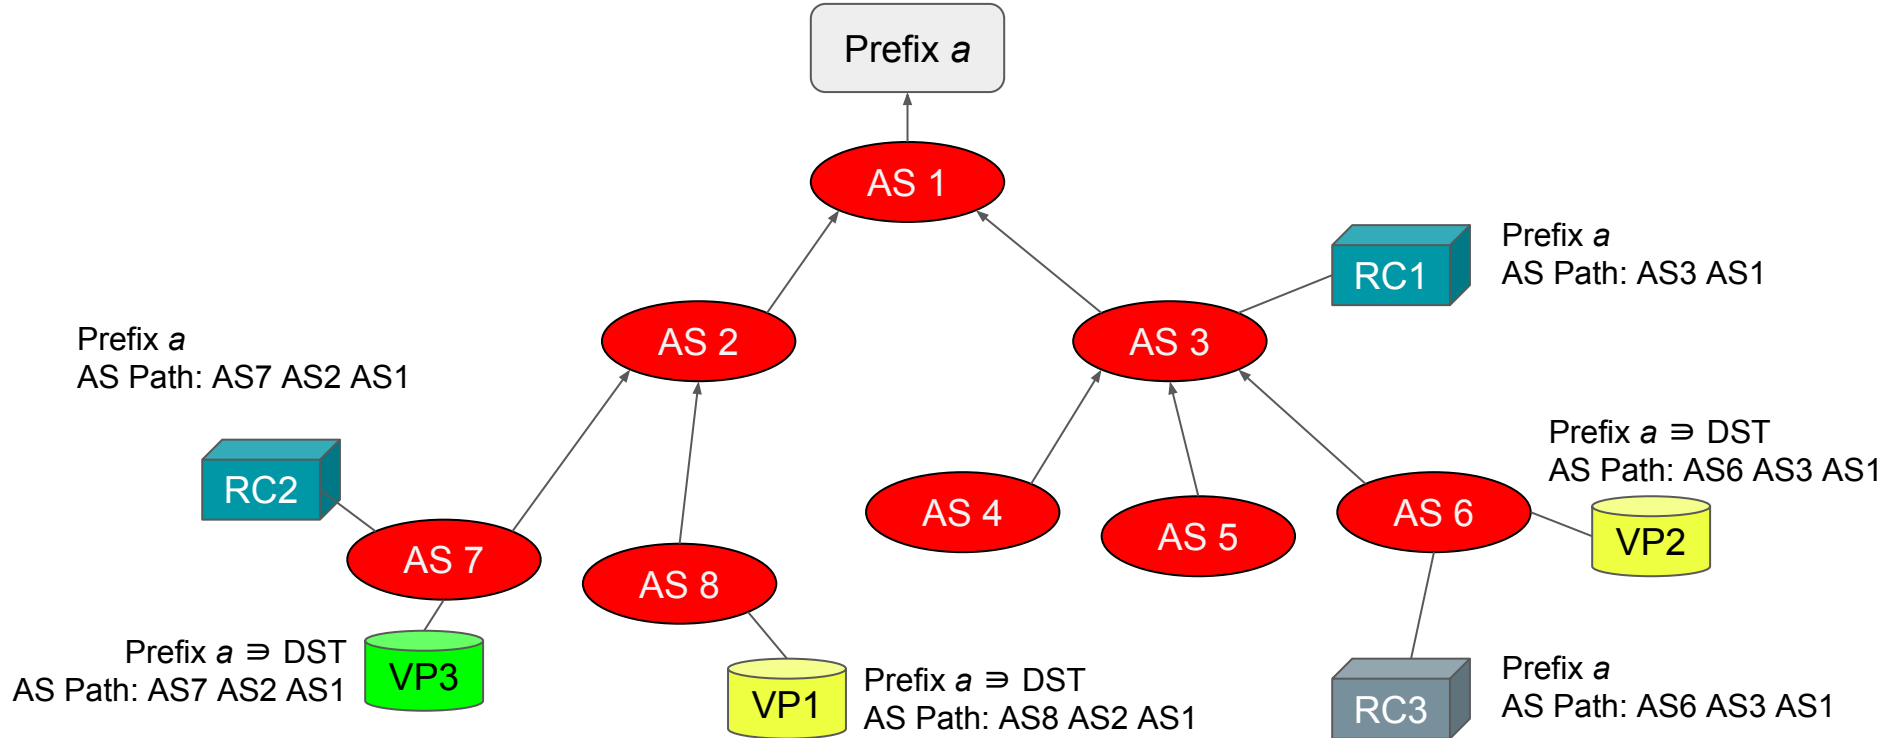 Prefix a
AS 1
Prefix a
AS Path: AS3 AS1
RC1
AS 2
AS 3
Prefix a
AS Path: AS7 AS2 AS1
Prefix a ⋽ DST
AS Path: AS6 AS3 AS1
RC2
AS 4
AS 5
AS 6
VP2
AS 7
AS 8
Prefix a ⋽ DST
AS Path: AS7 AS2 AS1
VP3
VP1
Prefix a ⋽ DST
AS Path: AS8 AS2 AS1
RC3
Prefix a
AS Path: AS6 AS3 AS1